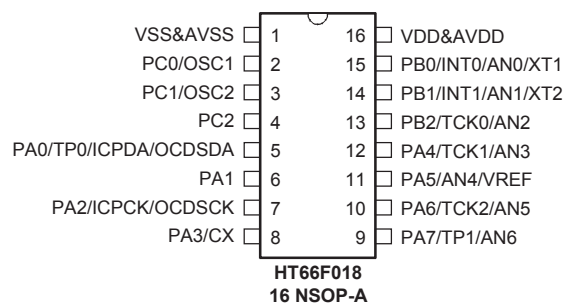 VSS&AVSS 1 16 VDD&AVDD
PC0/OSC1 2 15 PB0/INT0/AN0/XT1
PC1/OSC2 3 14 PB1/INT1/AN1/XT2
PC2 4 13 PB2/TCK0/AN2
PA0/TP0/ICPDA/OCDSDA 5 12 PA4/TCK1/AN3
PA1 6 11 PA5/AN4/VREF
PA2/ICPCK/OCDSCK 7 10 PA6/TCK2/AN5
PA3/CX 8 9 PA7/TP1/AN6
HT66F018
16 NSOP-A